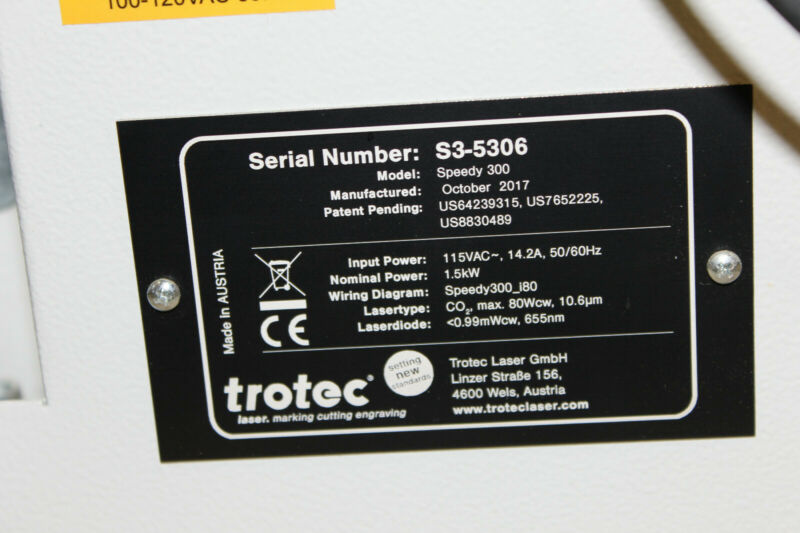 100-120VAC
Serial Number: S3-5306
Model: Speedy 300
Manufactured: October 2017
Patent Pending: US64239315, US7652225,
US8830489
Input Power: 115VAC~, 14.2A, 50/60Hz
Nominal Power: 1.5kW
Wiring Diagram: Speedy300_i80
Lasertype: CO₂, max. 80Wcw, 10.6µm
Laserdiode: <0.99mWcw, 655nm
Made in AUSTRIA
CE
trotec®
laser. marking cutting engraving
setting
new
standards
Trotec Laser GmbH
Linzer Straße 156,
4600 Wels, Austria
www.troteclaser.com